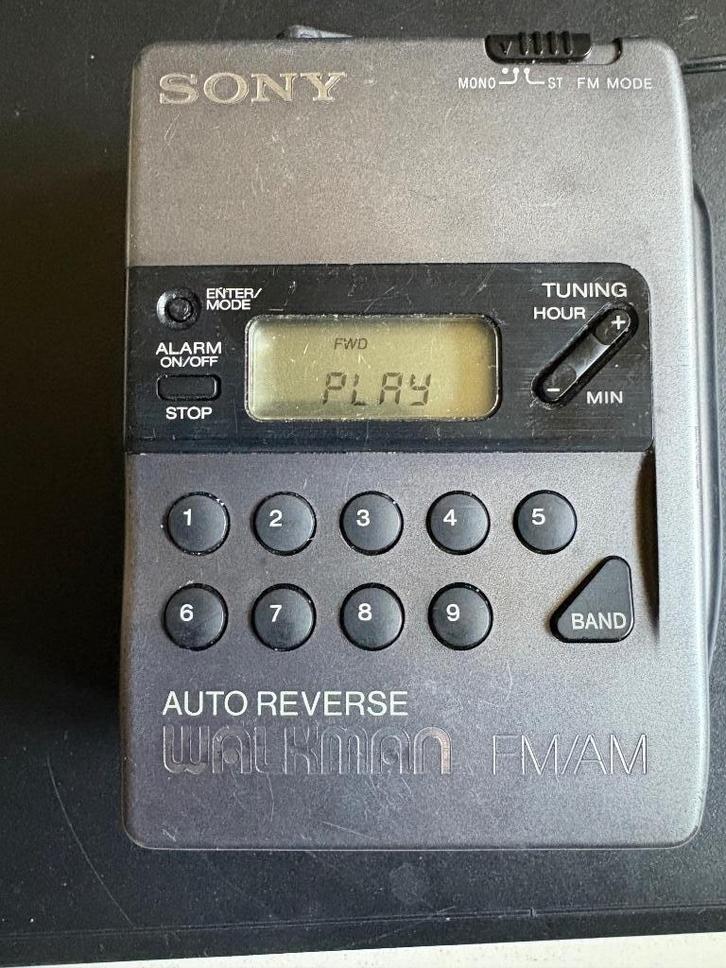 SONY
MONO ST FM MODE
ENTER/
MODE
TUNING
HOUR +
- MIN
ALARM
ON/OFF
STOP
FWD
PLAY
1 2 3 4 5
6 7 8 9
BAND
AUTO REVERSE
WALKMAN FM/AM